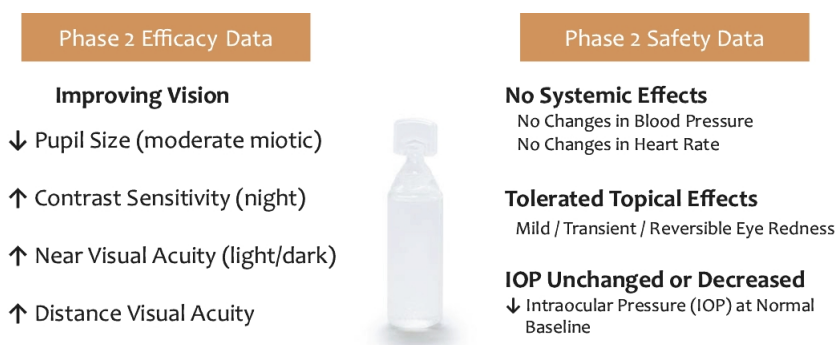 Phase 2 Efficacy Data
Improving Vision
↓ Pupil Size (moderate miotic)
↑ Contrast Sensitivity (night)
↑ Near Visual Acuity (light/dark)
↑ Distance Visual Acuity
Phase 2 Safety Data
No Systemic Effects
No Changes in Blood Pressure
No Changes in Heart Rate
Tolerated Topical Effects
Mild / Transient / Reversible Eye Redness
IOP Unchanged or Decreased
↓ Intraocular Pressure (IOP) at Normal
Baseline